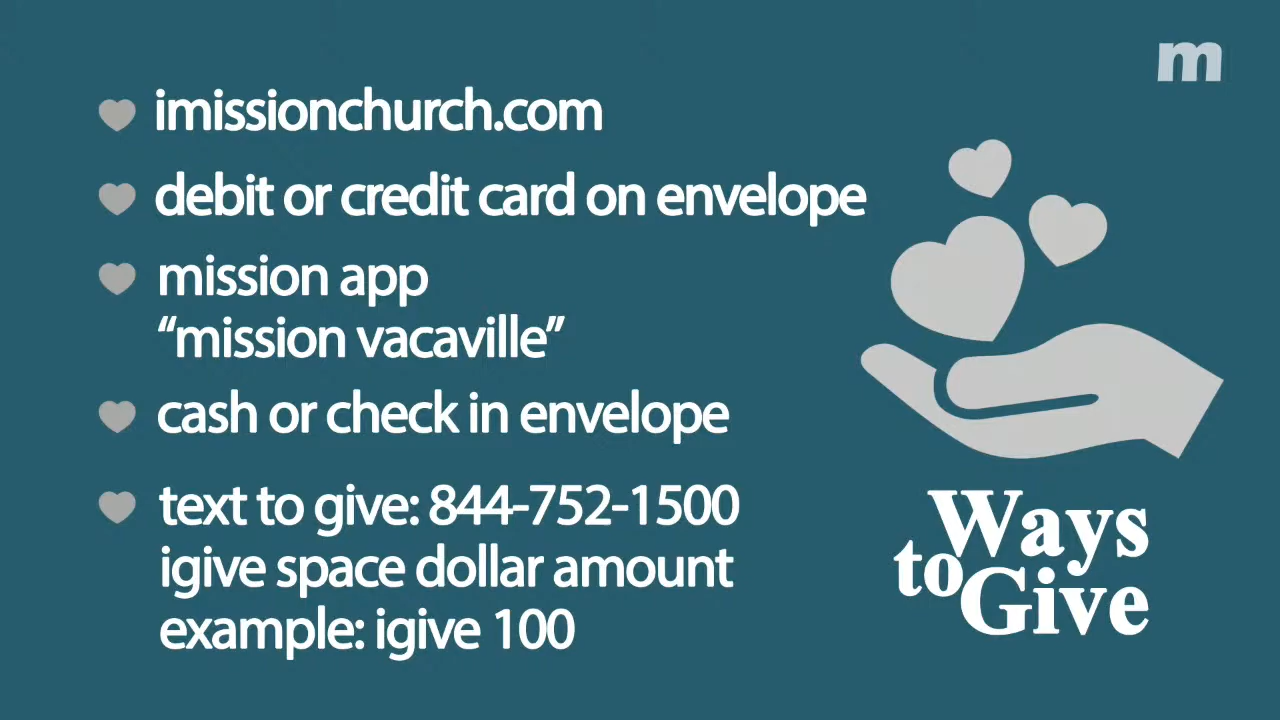 m
imissionchurch.com
debit or credit card on envelope
mission app
“mission vacaville”
cash or check in envelope
text to give: 844-752-1500
igive space dollar amount
example: igive 100
Ways
to
Give